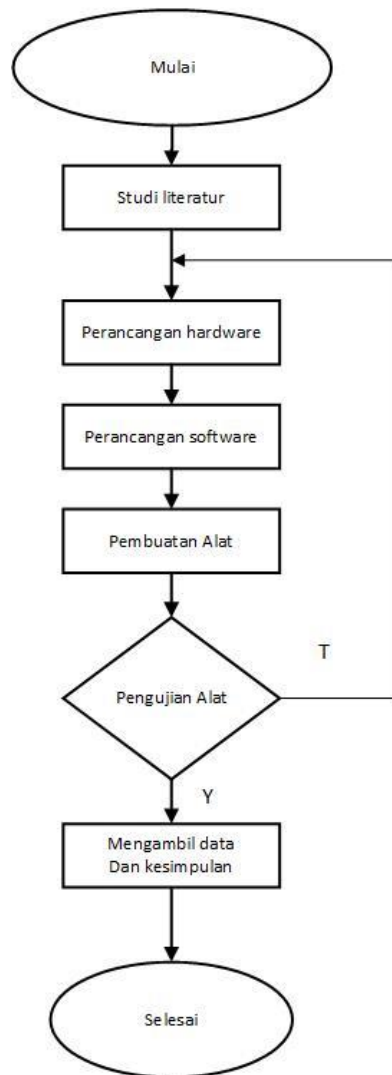 Mulai
Studi literatur
Perancangan hardware
Perancangan software
Pembuatan Alat
T
Pengujian Alat
Y
Mengambil data
Dan kesimpulan
Selesai